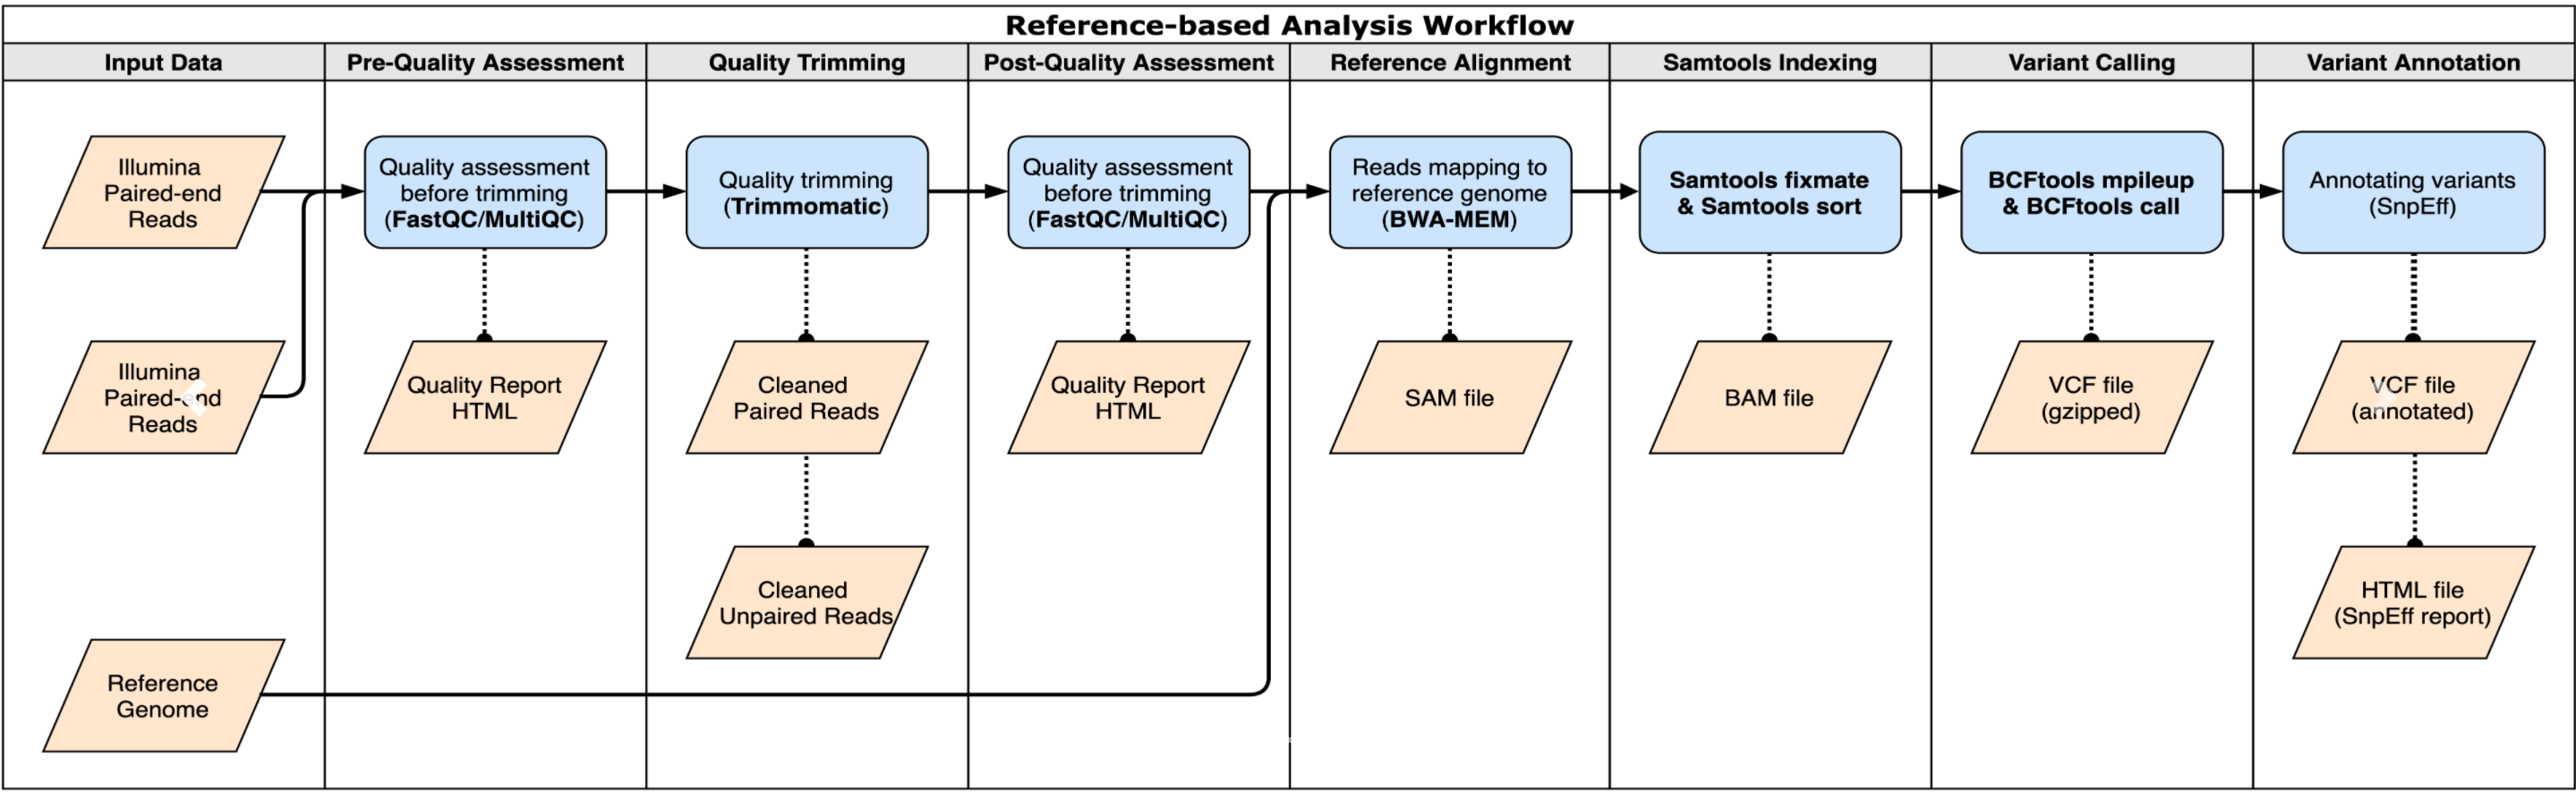 Reference-based Analysis Workflow
Input Data
Pre-Quality Assessment
Quality Trimming
Post-Quality Assessment
Reference Alignment
Samtools Indexing
Variant Calling
Variant Annotation
Illumina
Paired-end
Reads
Quality assessment
before trimming
(FastQC/MultiQC)
Quality trimming
(Trimmomatic)
Quality assessment
before trimming
(FastQC/MultiQC)
Reads mapping to
reference genome
(BWA-MEM)
Samtools fixmate
& Samtools sort
BCFtools mpileup
& BCFtools call
Annotating variants
(SnpEff)
Illumina
Paired-end
Reads
Quality Report
HTML
Cleaned
Paired Reads
Quality Report
HTML
SAM file
BAM file
VCF file
(gzipped)
VCF file
(annotated)
Cleaned
Unpaired Reads
HTML file
(SnpEff report)
Reference
Genome